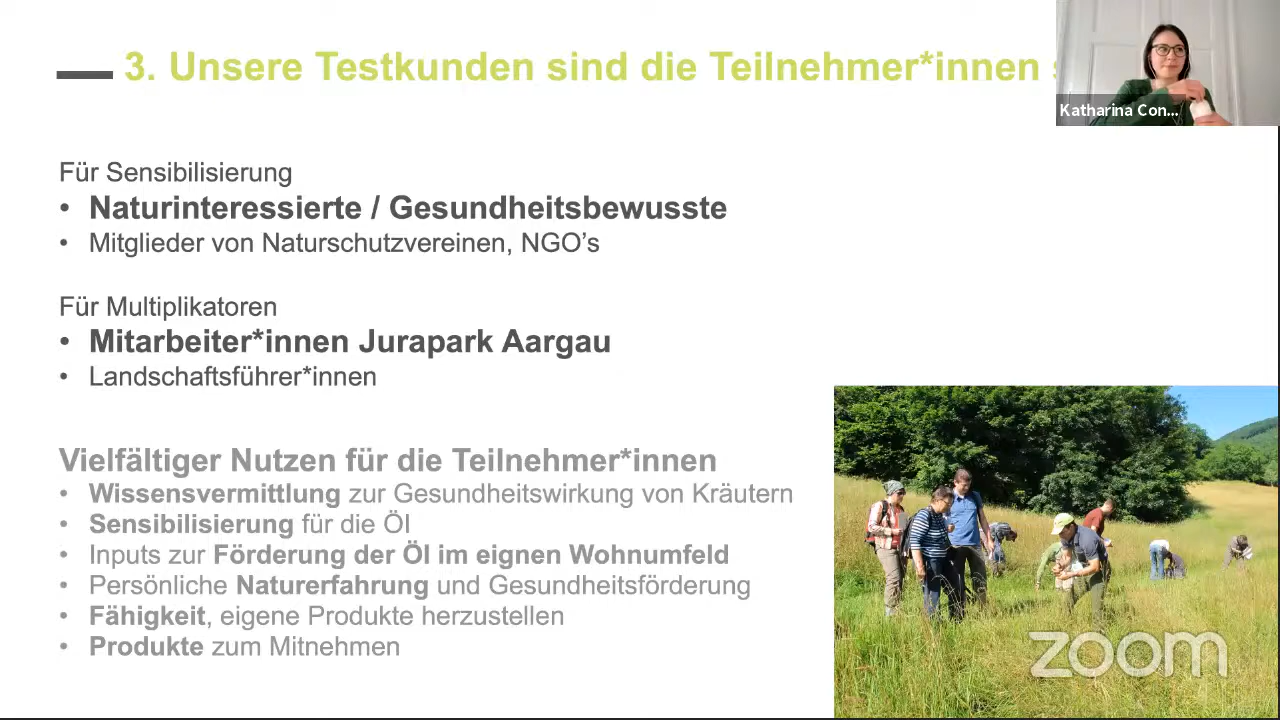 3. Unsere Testkunden sind die Teilnehmer*innen
Katharina Con...
Für Sensibilisierung
• Naturinteressierte / Gesundheitsbewusste
• Mitglieder von Naturschutzvereinen, NGO’s
Für Multiplikatoren
• Mitarbeiter*innen Jurapark Aargau
• Landschaftsführer*innen
Vielfältiger Nutzen für die Teilnehmer*innen
• Wissensvermittlung zur Gesundheitswirkung von Kräutern
• Sensibilisierung für die ÖI
• Inputs zur Förderung der ÖI im eignen Wohnumfeld
• Persönliche Naturerfahrung und Gesundheitsförderung
• Fähigkeit, eigene Produkte herzustellen
• Produkte zum Mitnehmen
zoom